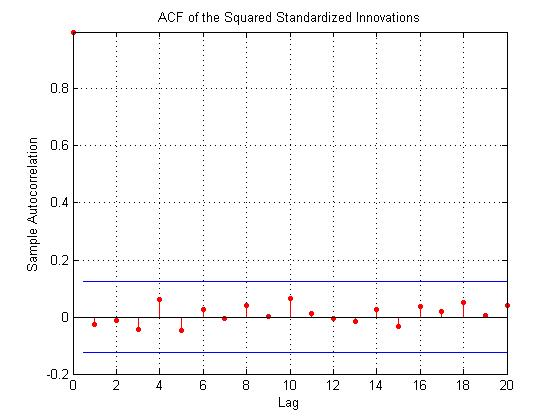 ACF of the Squared Standardized Innovations
Sample Autocorrelation
0.8
0.6
0.4
0.2
0
-0.2
0 2 4 6 8 10 12 14 16 18 20
Lag